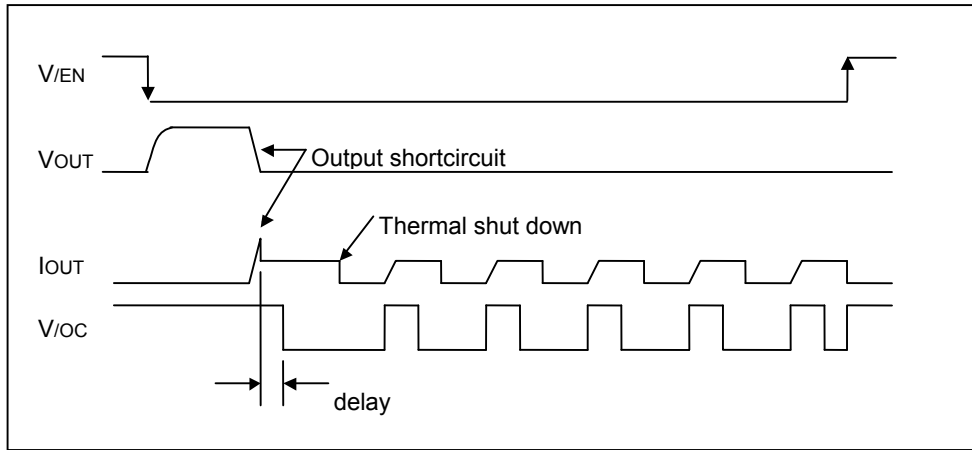 V/EN
VOUT
Output shortcircuit
Thermal shut down
IOUT
V/OC
delay